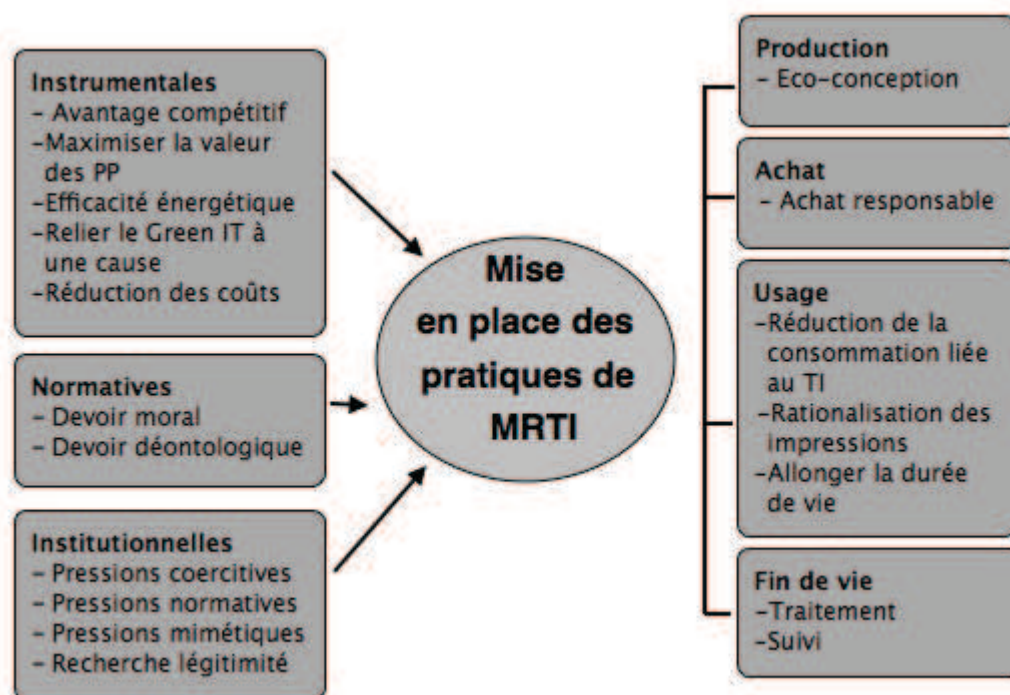 Instrumentales
- Avantage compétitif
-Maximiser la valeur
des PP
-Efficacité énergétique
-Relier le Green IT à
une cause
-Réduction des coûts
Normatives
- Devoir moral
- Devoir déontologique
Institutionnelles
- Pressions coercitives
- Pressions normatives
- Pressions mimétiques
- Recherche légitimité
Mise
en place des
pratiques de
MRTI
Production
- Eco-conception
Achat
- Achat responsable
Usage
-Réduction de la
consommation liée
au TI
-Rationalisation des
impressions
-Allonger la durée
de vie
Fin de vie
-Traitement
-Suivi